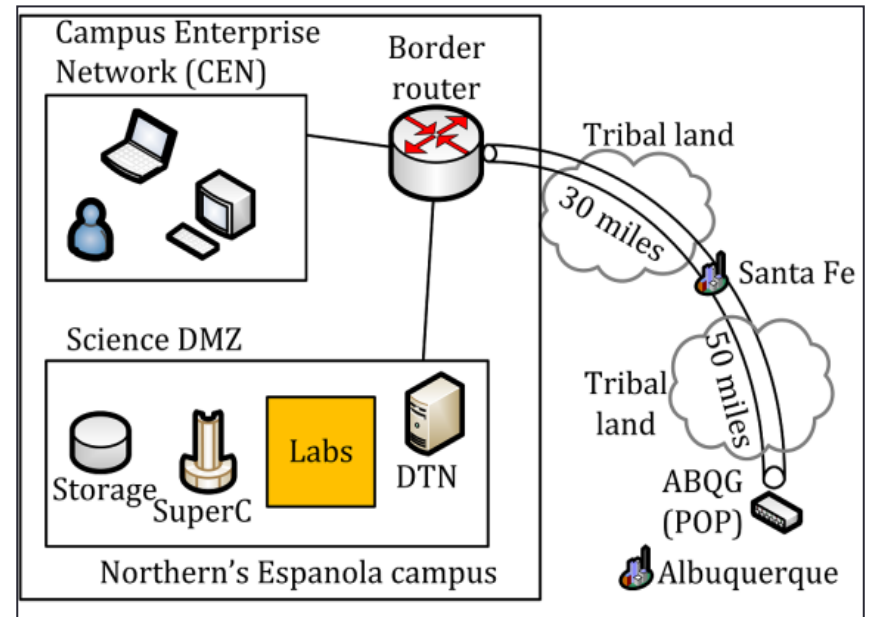 Campus Enterprise
Network (CEN)
Border
router
Tribal land
30 miles
Santa Fe
Science DMZ
50 miles
Tribal
land
Labs
Storage
SuperC
DTN
ABQG
(POP)
Northern's Espanola campus
Albuquerque